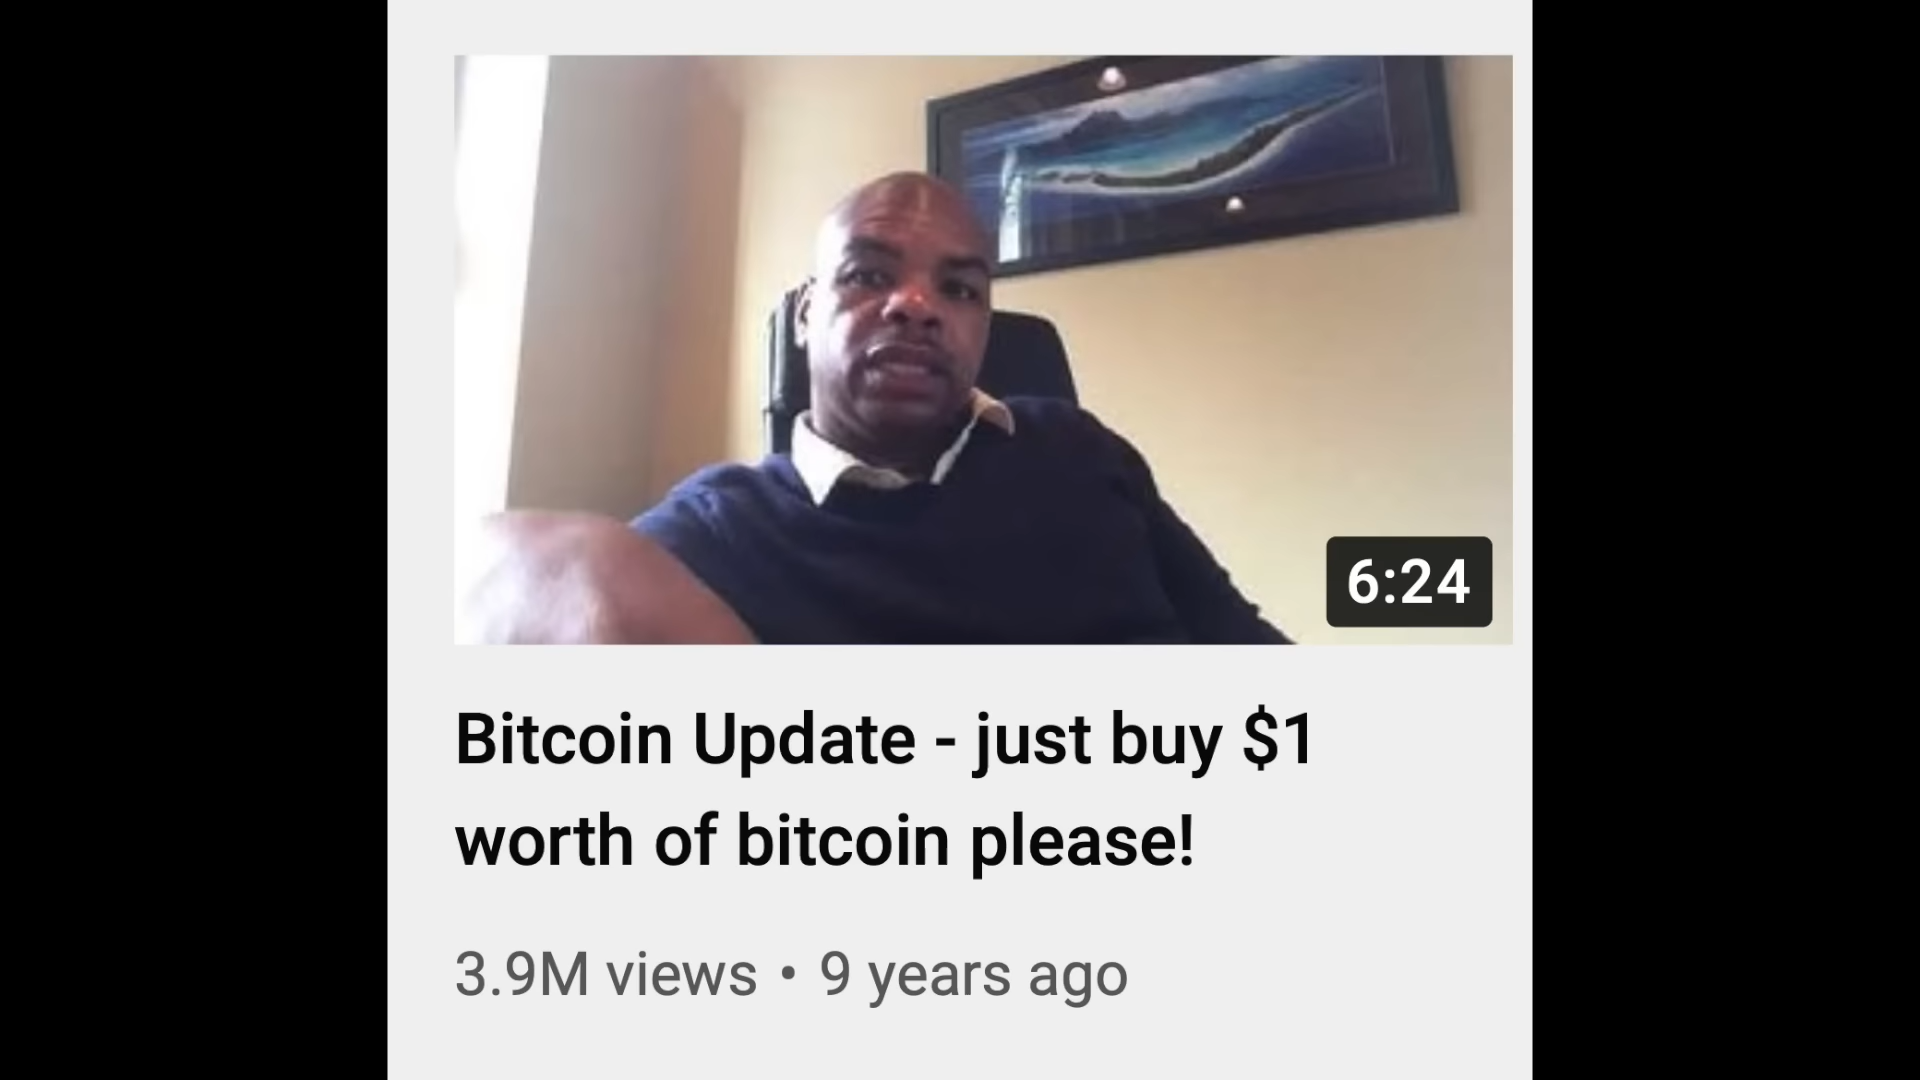 6:24
Bitcoin Update - just buy $1
worth of bitcoin please!
3.9M views • 9 years ago